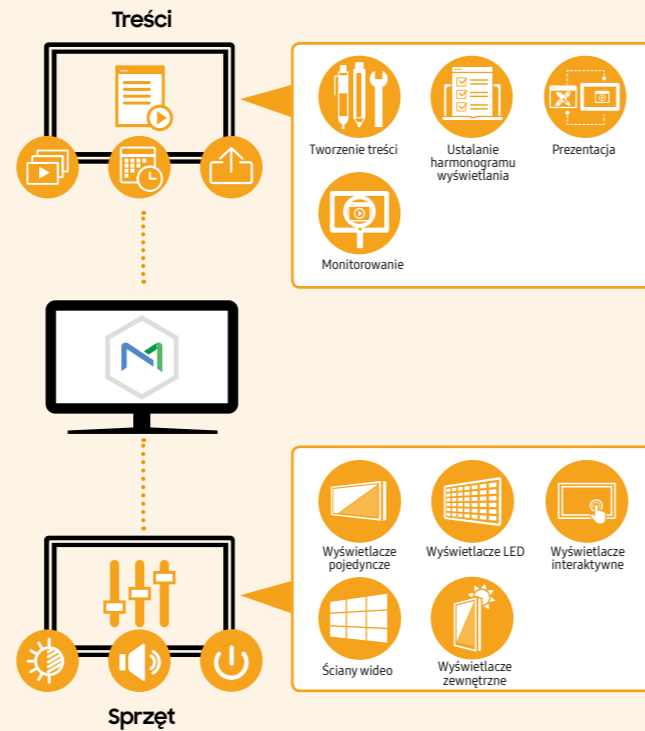 Treści
Tworzenie treści
Ustalanie
harmonogramu
wyświetlania
Prezentacja
Monitorowanie
Wyświetlacze
pojedyncze
Wyświetlacze LED
Wyświetlacze
interaktywne
Ściany wideo
Wyświetlacze
zewnętrzne
Sprzęt